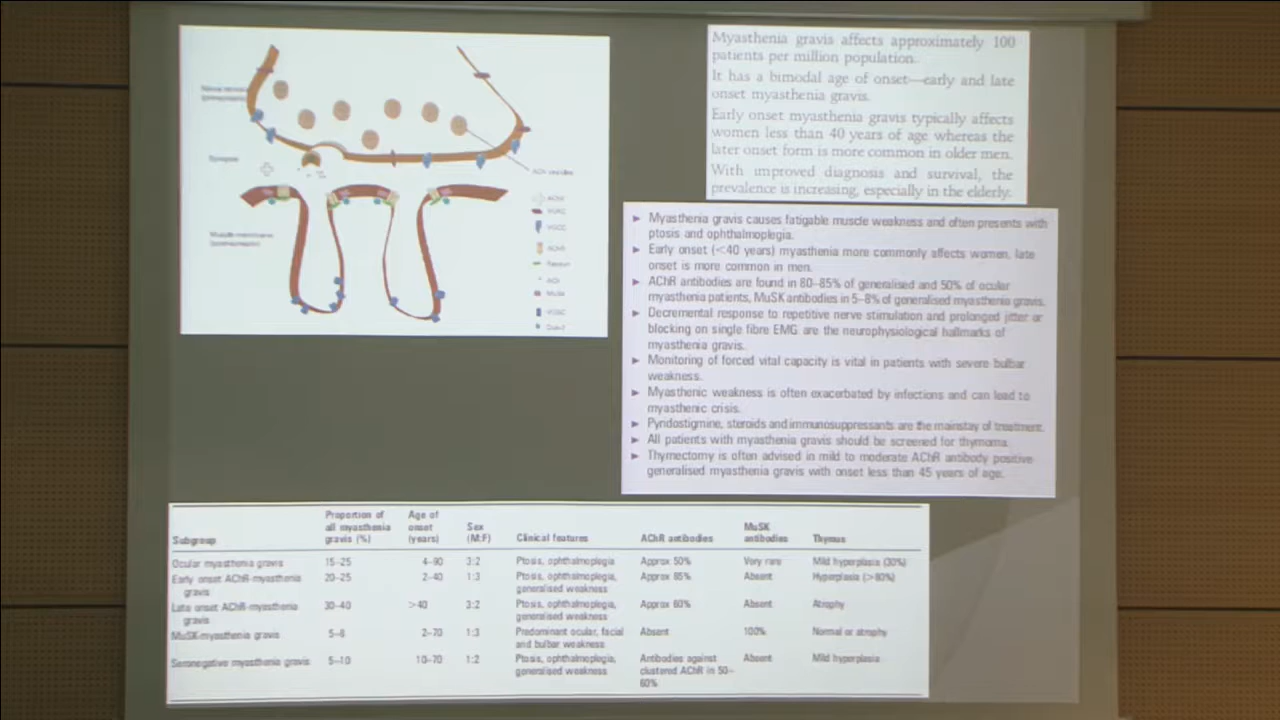 Synapse
ACh vesicles
Myasthenia gravis affects approximately 100
patients per million population.
It has a bimodal age of onset—early and late
onset myasthenia gravis.
Early onset myasthenia gravis typically affects
women less than 40 years of age whereas the
later onset form is more common in older men.
With improved diagnosis and survival, the
prevalence is increasing, especially in the elderly.
► Myasthenia gravis causes fatigable muscle weakness and often presents with
ptosis and ophthalmoplegia.
► Early onset (<40 years) myasthenia more commonly affects women, late
onset is more common in men.
► AChR antibodies are found in 80–85% of generalised and 50% of ocular
myasthenia patients, MuSK antibodies in 5–8% of generalised myasthenia gravis.
► Decremental response to repetitive nerve stimulation and prolonged jitter or
blocking on single fibre EMG are the neurophysiological hallmarks of
myasthenia gravis.
► Monitoring of forced vital capacity is vital in patients with severe bulbar
weakness.
► Myasthenic weakness is often exacerbated by infections and can lead to
myasthenic crisis.
► Pyridostigmine, steroids and immunosuppressants are the mainstay of treatment.
► All patients with myasthenia gravis should be screened for thymoma.
► Thymectomy is often advised in mild to moderate AChR antibody positive
generalised myasthenia gravis with onset less than 45 years of age.
Subgroup Proportion of all myasthenia gravis (%) Age of onset (years) Sex (M:F) Clinical features AChR antibodies MuSK antibodies Thymus
Ocular myasthenia gravis 15–25 4–90 3:2 Ptosis, ophthalmoplegia Approx 50% Very rare Mild hyperplasia (30%)
Early onset AChR-myasthenia gravis 20–25 2–40 1:3 Ptosis, ophthalmoplegia, generalised weakness Approx 85% Absent Hyperplasia (>80%)
Late onset AChR-myasthenia gravis 30–40 >40 3:2 Ptosis, ophthalmoplegia, generalised weakness Approx 60% Absent Atrophy
MuSK-myasthenia gravis 5–8 2–70 1:3 Predominant ocular, facial and bulbar weakness Absent 100% Normal or atrophy
Seronegative myasthenia gravis 5–10 10–70 1:2 Ptosis, ophthalmoplegia, generalised weakness Antibodies against clustered AChR in 50–60% Absent Mild hyperplasia